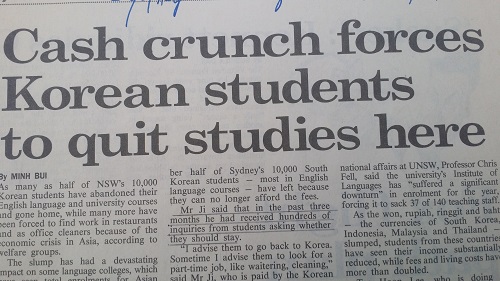 Cash crunch forces
Korean students
to quit studies here
By MINH BUI
As many as half of NSW's 10,000
Korean students have abandoned their
English language and university courses
and gone home, while many more have
been forced to find work in restaurants
and as office cleaners because of the
economic crisis in Asia, according to
welfare groups.
The slump has had a devastating
impact on some language colleges, which
total enrolments for Asian
ber half of Sydney's 10,000 South
Korean students — most in English
language courses — have left because
they can no longer afford the fees.
Mr Ji said that in the past three
months he had received hundreds of
inquiries from students asking whether
they should stay.
"I advise them to go back to Korea.
Sometime I advise them to look for a
part-time job, like waitering, cleaning,"
said Mr Ji, who is paid by the Korean
national affairs at UNSW, Professor Chris
Fell, said the university's Institute of
Languages has "suffered a significant
downturn" in enrolment for the year,
forcing it to sack 37 of 140 teaching staff.
As the won, rupiah, ringgit and baht
— the currencies of South Korea,
Indonesia, Malaysia and Thailand —
slumped, students from these countries
have seen their income substantially
reduced, while fees and living costs have
more than doubled.
who is doing